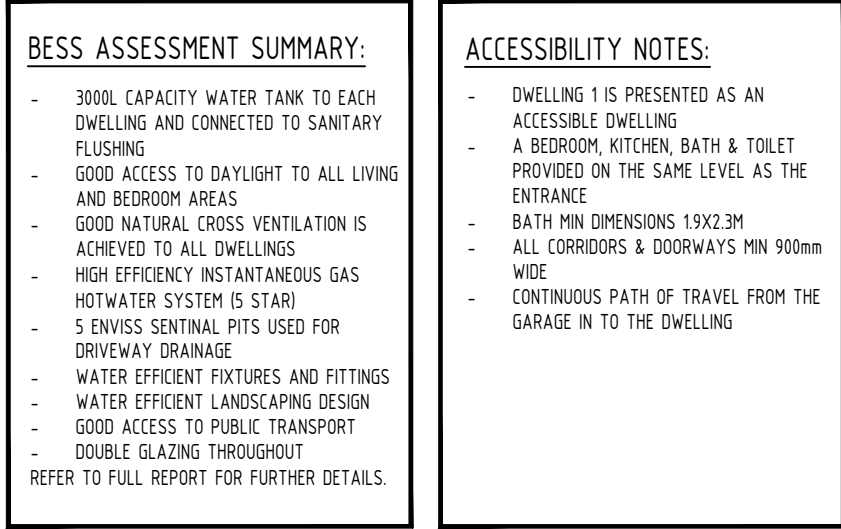 BESS ASSESSMENT SUMMARY:
- 3000L CAPACITY WATER TANK TO EACH
DWELLING AND CONNECTED TO SANITARY
FLUSHING
- GOOD ACCESS TO DAYLIGHT TO ALL LIVING
AND BEDROOM AREAS
- GOOD NATURAL CROSS VENTILATION IS
ACHIEVED TO ALL DWELLINGS
- HIGH EFFICIENCY INSTANTANEOUS GAS
HOTWATER SYSTEM (5 STAR)
- 5 ENVISS SENTINAL PITS USED FOR
DRIVEWAY DRAINAGE
- WATER EFFICIENT FIXTURES AND FITTINGS
- WATER EFFICIENT LANDSCAPING DESIGN
- GOOD ACCESS TO PUBLIC TRANSPORT
- DOUBLE GLAZING THROUGHOUT
REFER TO FULL REPORT FOR FURTHER DETAILS.
ACCESSIBILITY NOTES:
- DWELLING 1 IS PRESENTED AS AN
ACCESSIBLE DWELLING
- A BEDROOM, KITCHEN, BATH & TOILET
PROVIDED ON THE SAME LEVEL AS THE
ENTRANCE
- BATH MIN DIMENSIONS 1.9X2.3M
- ALL CORRIDORS & DOORWAYS MIN 900mm
WIDE
- CONTINUOUS PATH OF TRAVEL FROM THE
GARAGE IN TO THE DWELLING